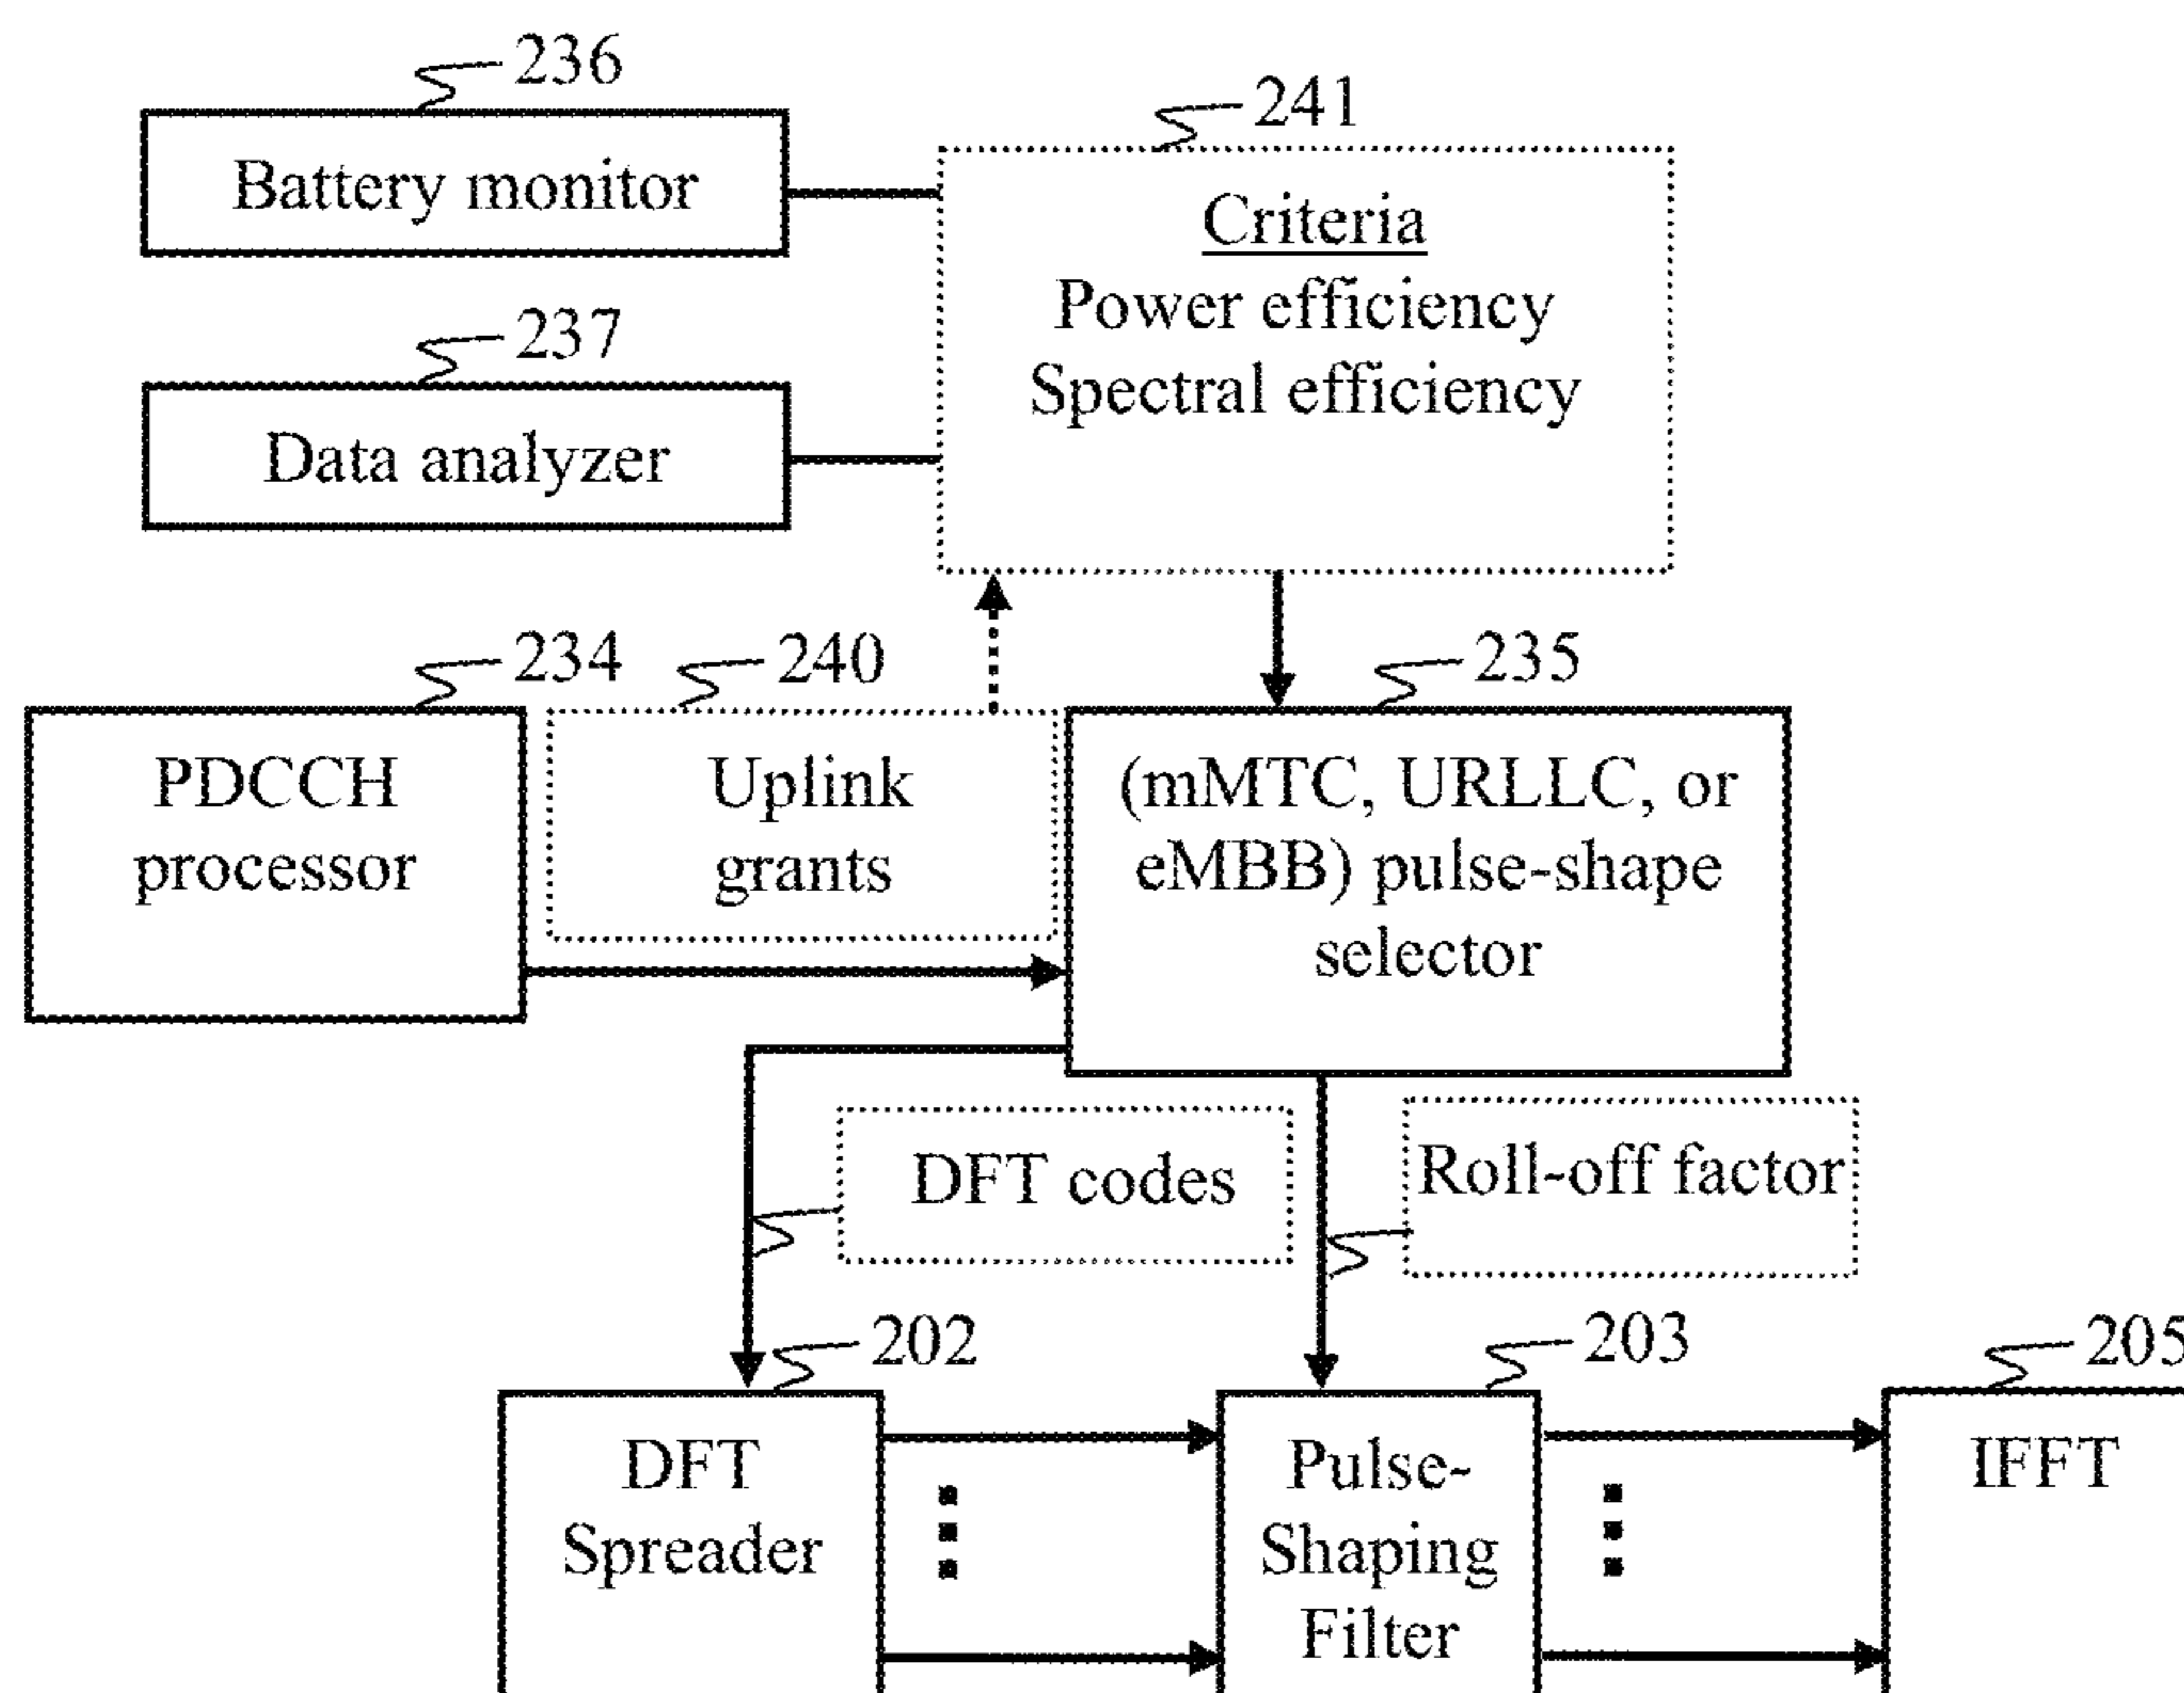 236
Battery monitor
241
Criteria
Power efficiency
Spectral efficiency
237
Data analyzer
234
PDCCH
processor
240
Uplink
grants
235
(mMTC, URLLC, or
eMBB) pulse-shape
selector
DFT codes
Roll-off factor
202
DFT
Spreader
203
Pulse-
Shaping
Filter
205
IFFT